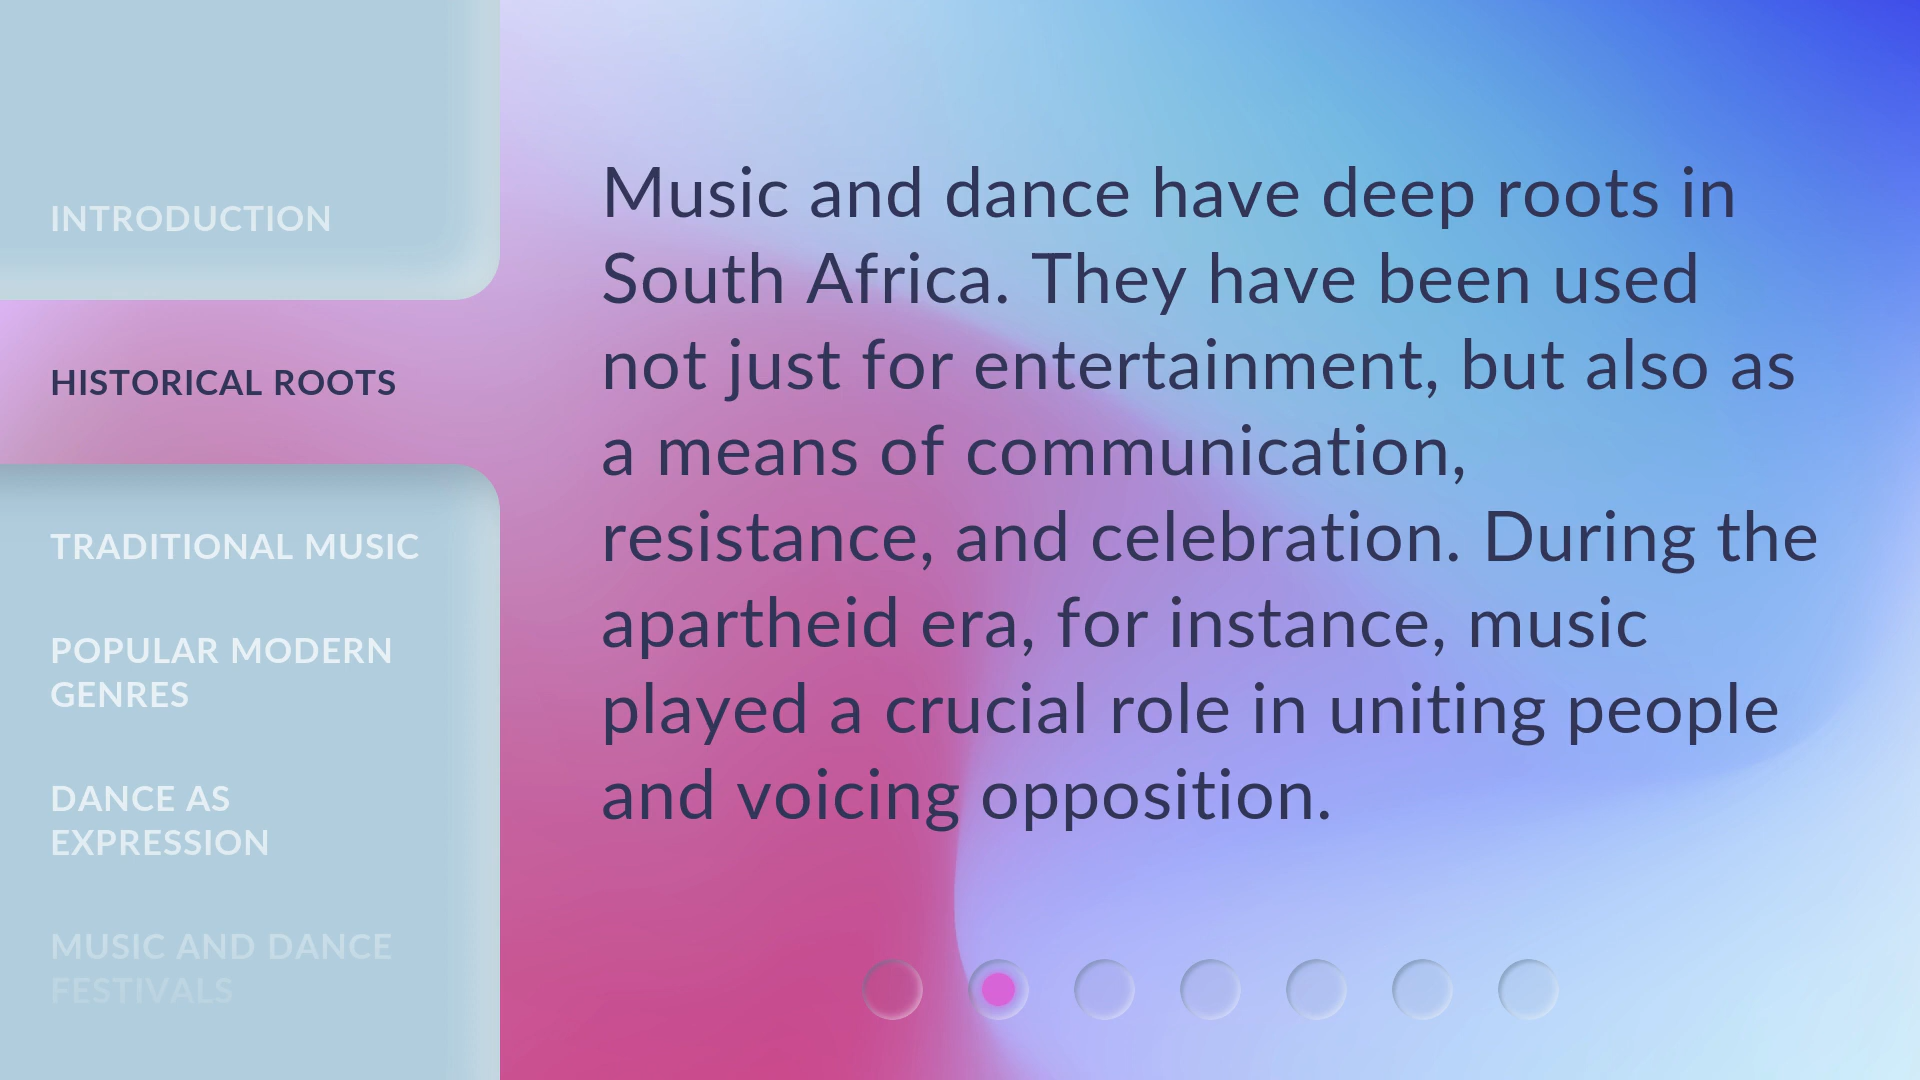 INTRODUCTION
HISTORICAL ROOTS
TRADITIONAL MUSIC
POPULAR MODERN
GENRES
DANCE AS
EXPRESSION
MUSIC AND DANCE
FESTIVALS
Music and dance have deep roots in
South Africa. They have been used
not just for entertainment, but also as
a means of communication,
resistance, and celebration. During the
apartheid era, for instance, music
played a crucial role in uniting people
and voicing opposition.